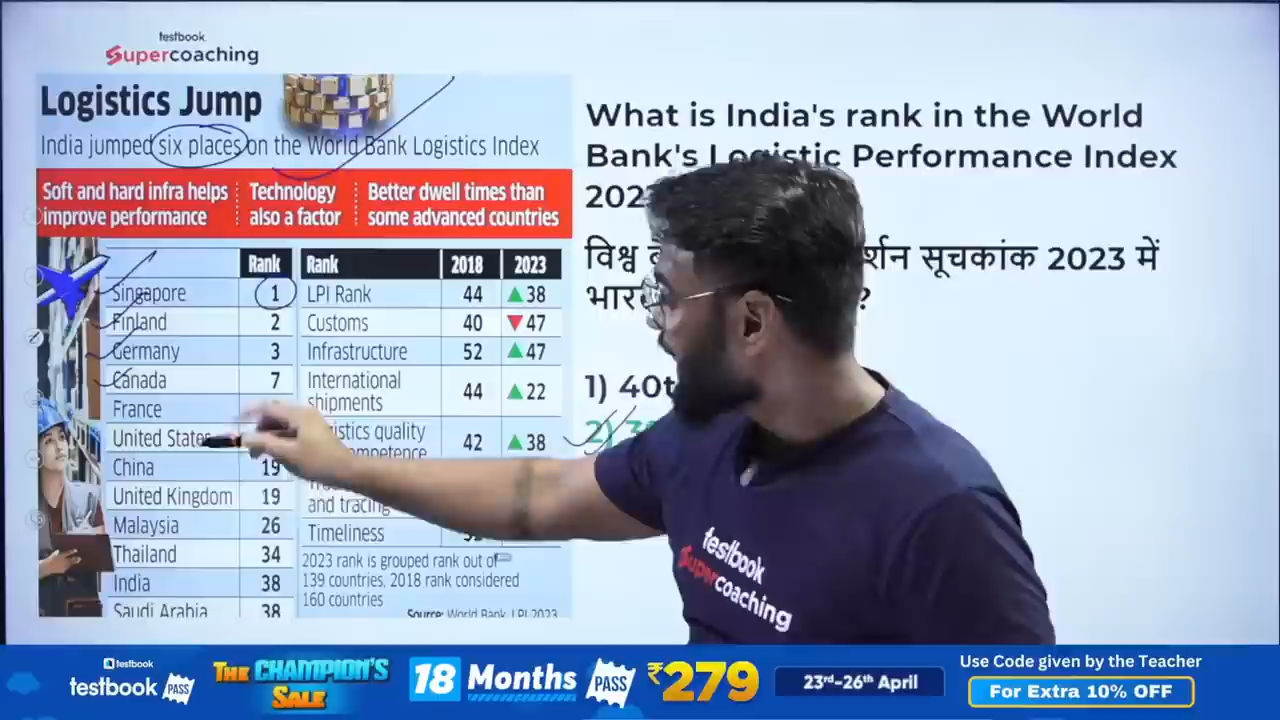 testbook
Supercoaching
Logistics Jump
India jumped six places on the World Bank Logistics Index
Soft and hard infra helps improve performance
Technology also a factor
Better dwell times than some advanced countries
Rank
Singapore 1
Finland 2
Germany 3
Canada 7
France
United States
China 19
United Kingdom 19
Malaysia 26
Thailand 34
India 38
Saudi Arabia 38
Rank 2018 2023
LPI Rank 44 ▲38
Customs 40 ▼47
Infrastructure 52 ▲47
International shipments 44 ▲22
quality 42 ▲38
and tracing
Timeliness
2023 rank is grouped rank out of
139 countries, 2018 rank considered
160 countries
Source: World Bank, LPI 2023
What is India's rank in the World
Bank's Logistic Performance Index
विश्व सूचकांक 2023 में
?
1)
2)
testbook
Supercoaching
testbook
testbook PASS
THE CHAMPION'S SALE
18 Months PASS ₹279
23rd-26th April
Use Code given by the Teacher
For Extra 10% OFF